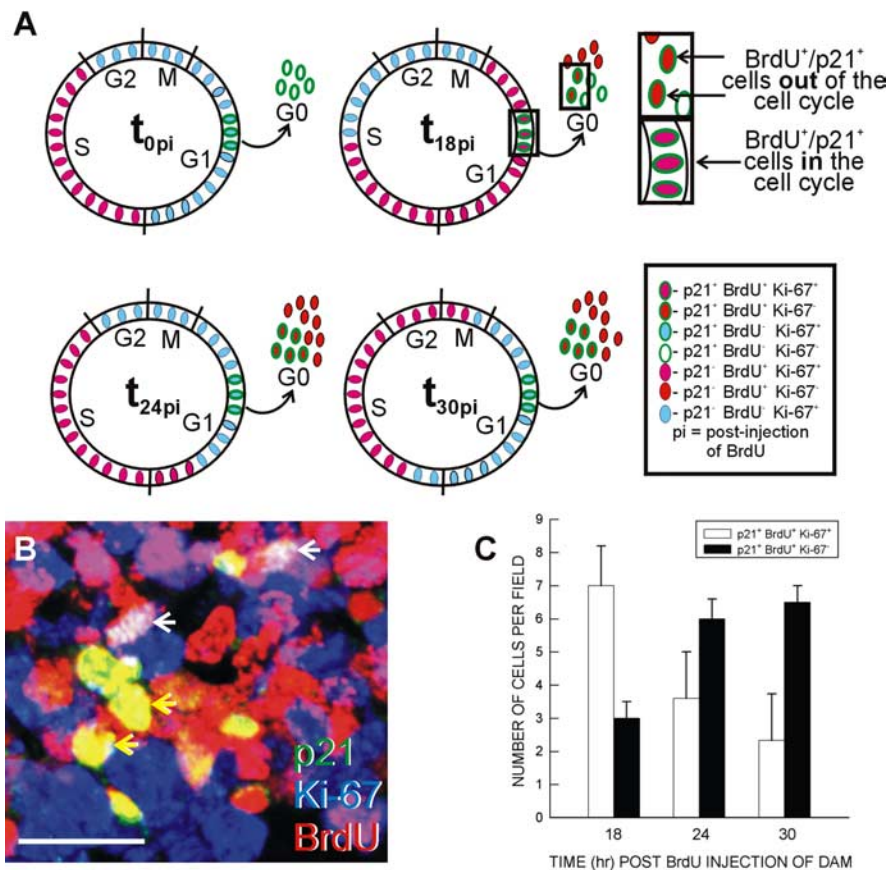 A
G2 M
S
t0pi
G1
G0
G2 M
S
t18pi
G1
G0
BrdU⁺/p21⁺
cells out of the
cell cycle
BrdU⁺/p21⁺
cells in the
cell cycle
G2 M
S
t24pi
G1
G0
G2 M
S
t30pi
G1
G0
- p21⁺ BrdU⁺ Ki-67⁺
- p21⁺ BrdU⁺ Ki-67⁻
- p21⁺ BrdU⁻ Ki-67⁺
- p21⁺ BrdU⁻ Ki-67⁻
- p21⁻ BrdU⁺ Ki-67⁺
- p21⁻ BrdU⁺ Ki-67⁻
- p21⁻ BrdU⁻ Ki-67⁺
pi = post-injection
of BrdU
B
p21
Ki-67
BrdU
C
p21⁺ BrdU⁺ Ki-67⁺
p21⁺ BrdU⁺ Ki-67⁻
NUMBER OF CELLS PER FIELD
9
8
7
6
5
4
3
2
1
0
18 24 30
TIME (hr) POST BrdU INJECTION OF DAM